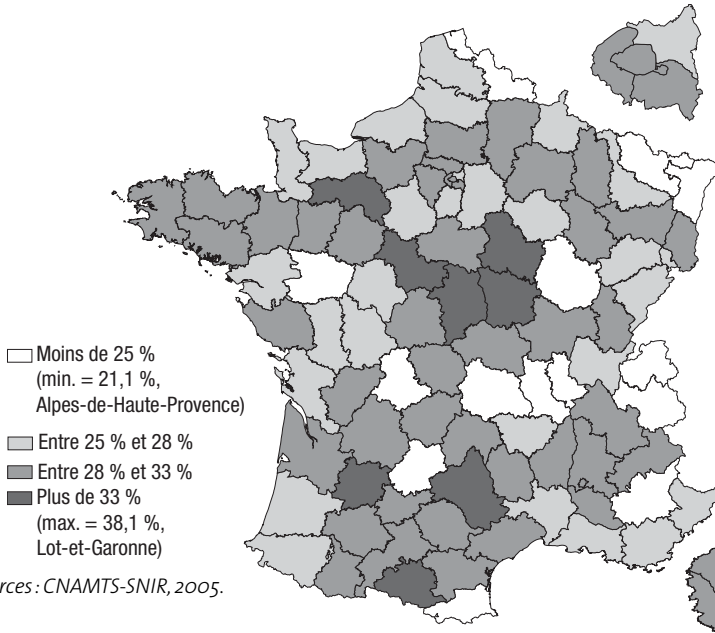 Moins de 25 %
(min. = 21,1 %,
Alpes-de-Haute-Provence)
Entre 25 % et 28 %
Entre 28 % et 33 %
Plus de 33 %
(max. = 38,1 %,
Lot-et-Garonne)
rces : CNAMTS-SNIR, 2005.